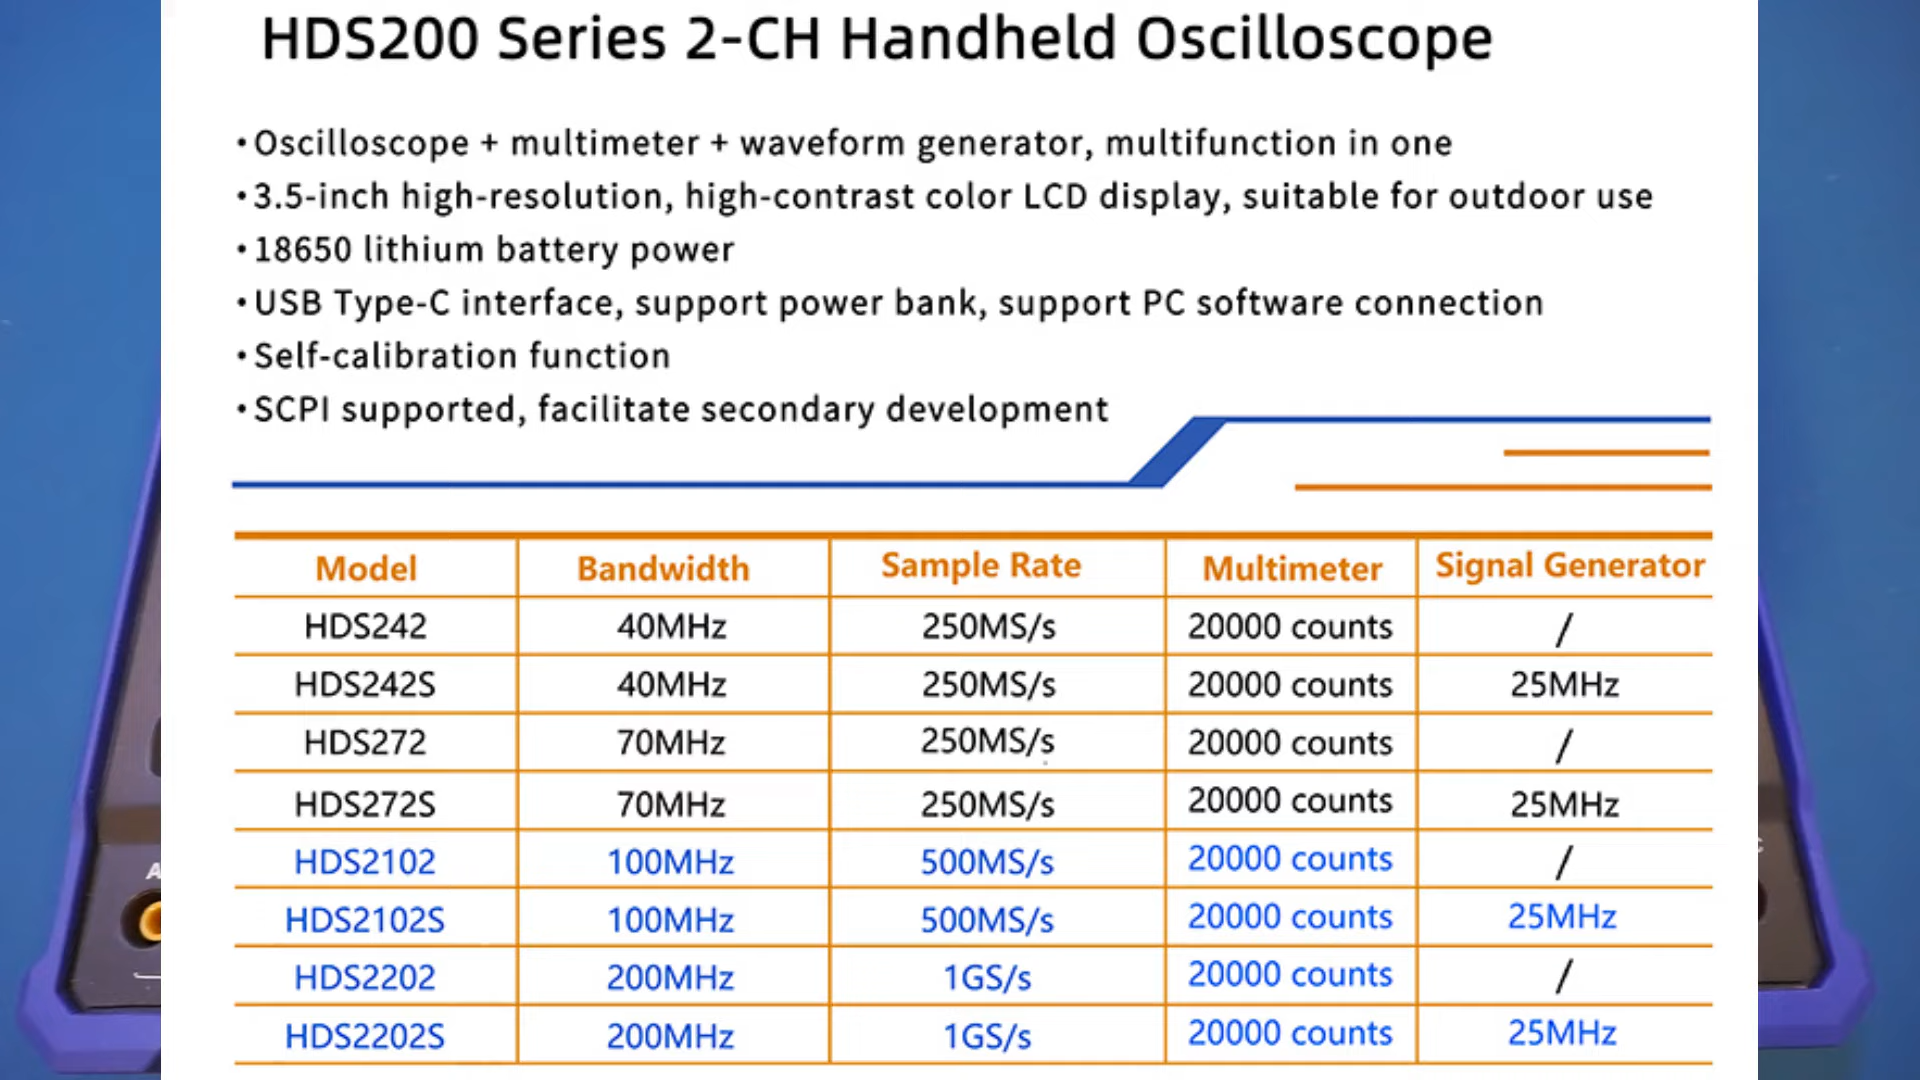 HDS200 Series 2-CH Handheld Oscilloscope
•Oscilloscope + multimeter + waveform generator, multifunction in one
•3.5-inch high-resolution, high-contrast color LCD display, suitable for outdoor use
•18650 lithium battery power
•USB Type-C interface, support power bank, support PC software connection
•Self-calibration function
•SCPI supported, facilitate secondary development
Model Bandwidth Sample Rate Multimeter Signal Generator
HDS242 40MHz 250MS/s 20000 counts /
HDS242S 40MHz 250MS/s 20000 counts 25MHz
HDS272 70MHz 250MS/s 20000 counts /
HDS272S 70MHz 250MS/s 20000 counts 25MHz
HDS2102 100MHz 500MS/s 20000 counts /
HDS2102S 100MHz 500MS/s 20000 counts 25MHz
HDS2202 200MHz 1GS/s 20000 counts /
HDS2202S 200MHz 1GS/s 20000 counts 25MHz